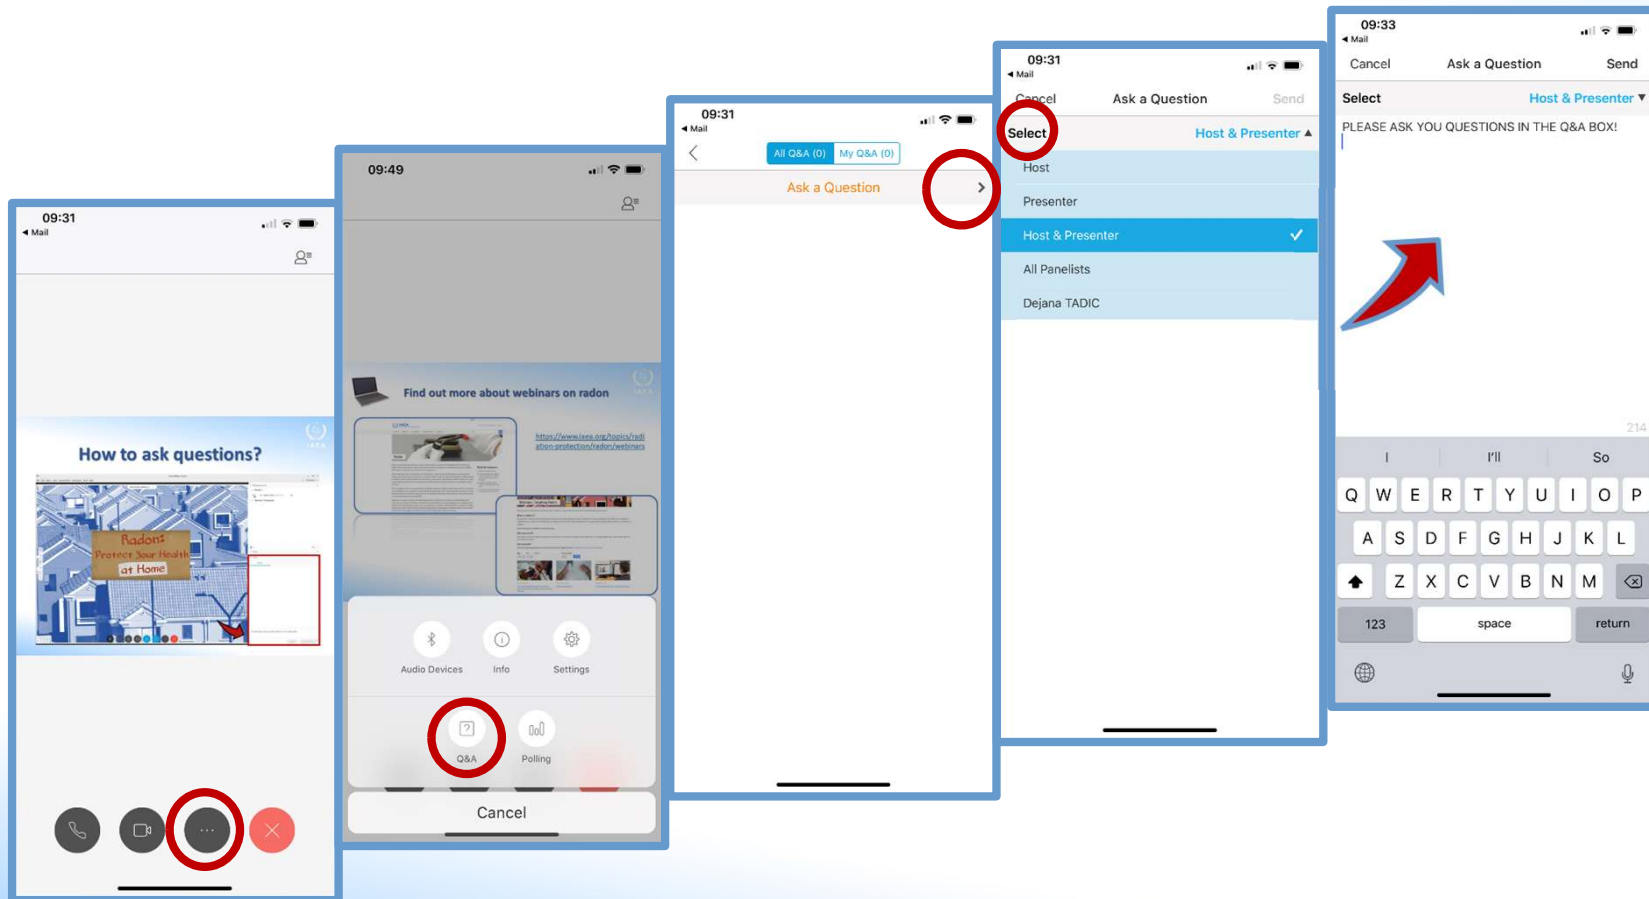 09:31
◄ Mail
How to ask questions?
IAEA
Radon:
Protect Your Health
at Home
09:49
Find out more about webinars on radon
IAEA
https://www.iaea.org/topics/radi
ation-protection/radon/webinars
Audio Devices
Info
Settings
Q&A
Polling
Cancel
09:31
◄ Mail
All Q&A (0)
My Q&A (0)
Ask a Question
09:31
◄ Mail
Cancel
Ask a Question
Send
Select
Host & Presenter
Host
Presenter
Host & Presenter
All Panelists
Dejana TADIC
09:33
◄ Mail
Cancel
Ask a Question
Send
Select
Host & Presenter
PLEASE ASK YOU QUESTIONS IN THE Q&A BOX!
214
I
I'll
So
Q W E R T Y U I O P
A S D F G H J K L
Z X C V B N M
123
space
return